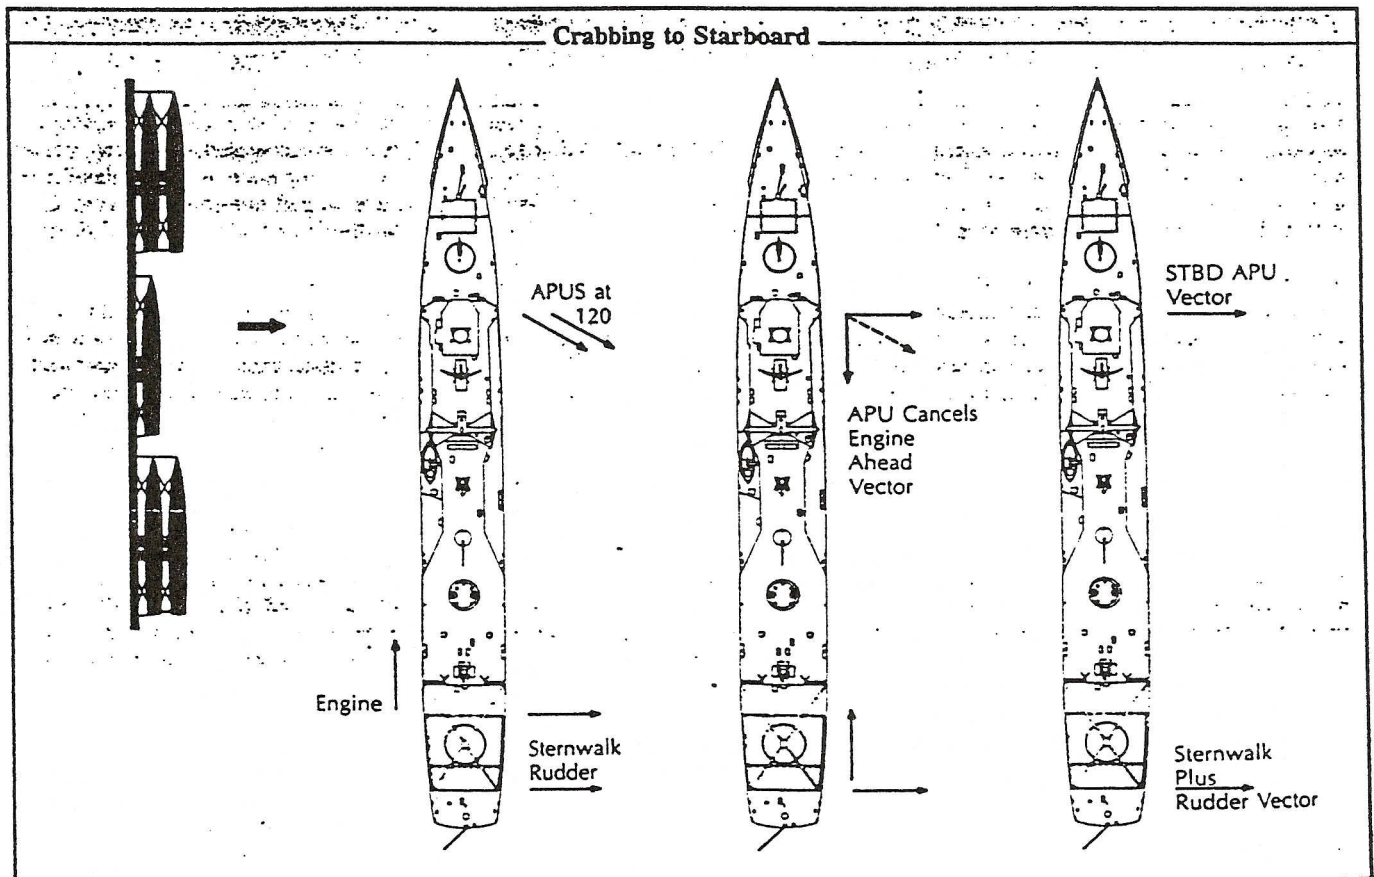 Crabbing to Starboard
APUS at
120
Engine
Sternwalk
Rudder
APU Cancels
Engine
Ahead
Vector
STBD APU
Vector
Sternwalk
Plus
Rudder Vector